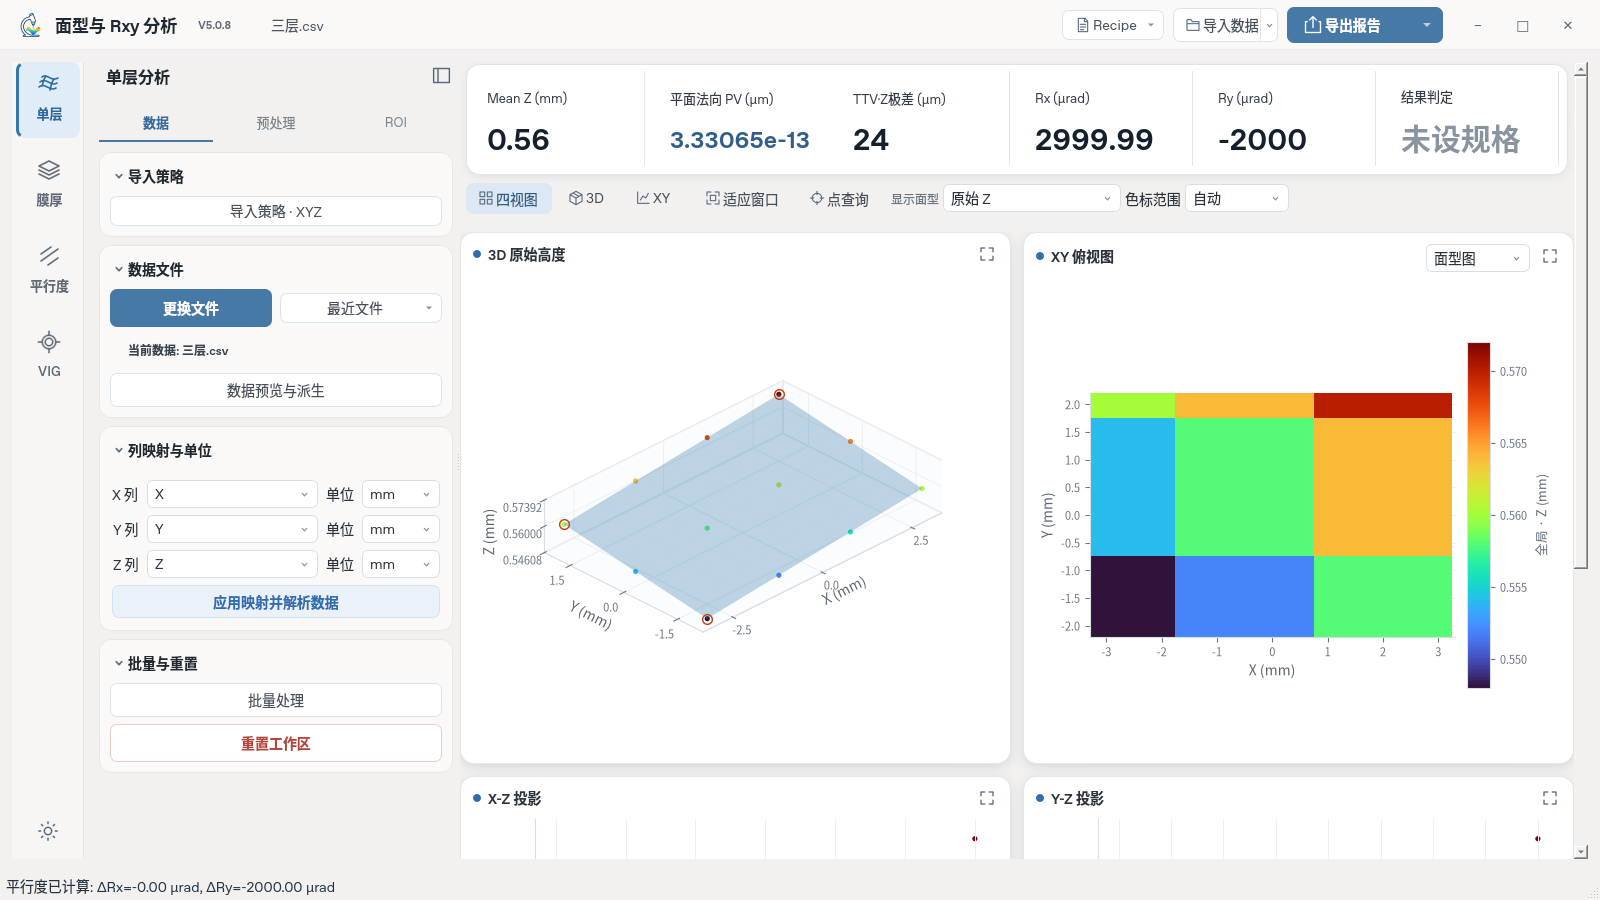 面型与 Rxy 分析 V5.0.8 三层.csv Recipe 导入数据 导出报告
单层
膜厚
平行度
VIG
单层分析
数据 预处理 ROI
导入策略
导入策略 · XYZ
数据文件
更换文件 最近文件
当前数据: 三层.csv
数据预览与派生
列映射与单位
X 列 X 单位 mm
Y 列 Y 单位 mm
Z 列 Z 单位 mm
应用映射并解析数据
批量与重置
批量处理
重置工作区
Mean Z (mm) 平面法向 PV (μm) TTV·Z极差 (μm) Rx (μrad) Ry (μrad) 结果判定
0.56 3.33065e-13 24 2999.99 -2000 未设规格
四视图 3D XY 适应窗口 点查询 显示面型 原始 Z 色标范围 自动
3D 原始高度
Z (mm)
0.57392
0.56000
0.54608
1.5
0.0
-1.5
Y (mm)
-2.5
0.0
2.5
X (mm)
XY 俯视图 面型图
Y (mm)
2.0
1.5
1.0
0.5
0.0
-0.5
-1.0
-1.5
-2.0
-3 -2 -1 0 1 2 3
X (mm)
0.570
0.565
0.560
0.555
0.550
全局 · Z (mm)
X-Z 投影
Y-Z 投影
平行度已计算: ΔRx=-0.00 μrad, ΔRy=-2000.00 μrad